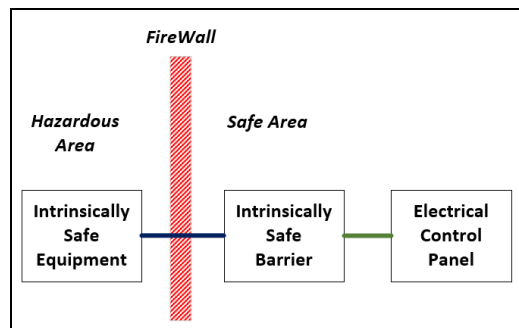 FireWall
Hazardous
Area
Safe Area
Intrinsically
Safe
Equipment
Intrinsically
Safe
Barrier
Electrical
Control
Panel